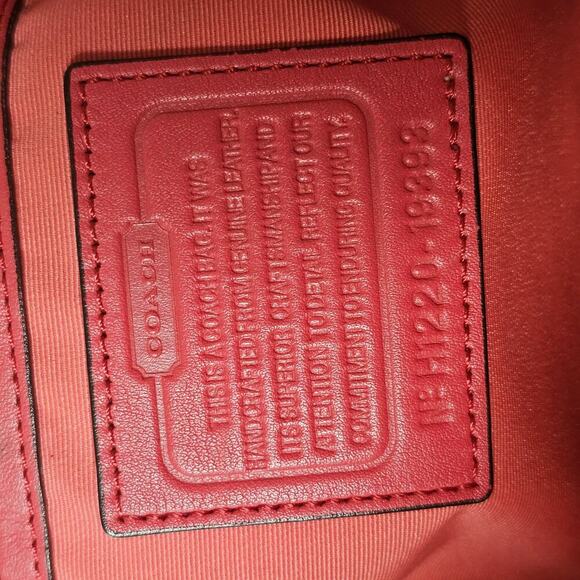 COACH
THIS IS A COACH BAG. IT WAS
HANDCRAFTED FROM GENUINE LEATHER.
ITS SUPERIOR CRAFTSMANSHIP AND
ATTENTION TO DETAIL REFLECT OUR
COMMITMENT TO ENDURING QUALITY.
Nº H1220-19393